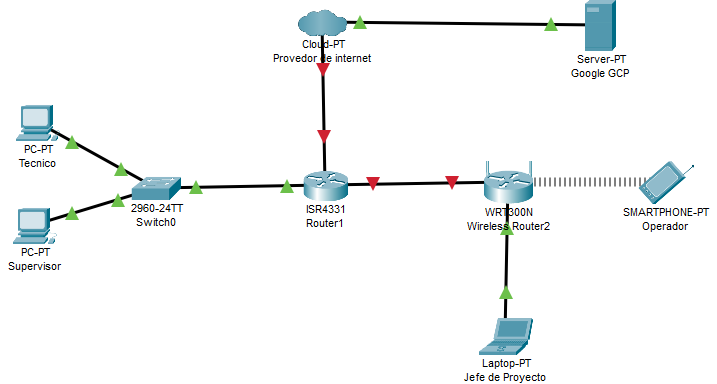 Cloud-PT
Provedor de internet
Server-PT
Google GCP
PC-PT
Tecnico
2960-24TT
Switch0
ISR4331
Router1
WRT300N
Wireless Router2
SMARTPHONE-PT
Operador
PC-PT
Supervisor
Laptop-PT
Jefe de Proyecto